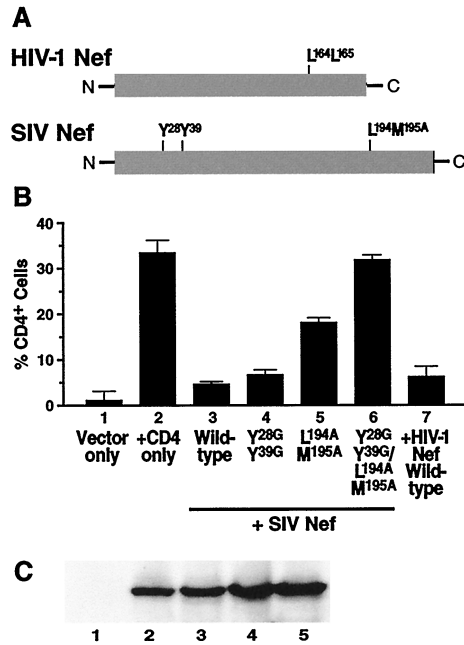 A
HIV-1 Nef
L164L165
N C
SIV Nef
Y28Y39 L194M195A
N C
B
% CD4+ Cells
40
30
20
10
0
1 2 3 4 5 6 7
Vector only
+CD4 only
Wild-type
Y28G
Y39G
L194A
M195A
Y28G
Y39G/
L194A
M195A
+HIV-1
Nef
Wild-
type
+ SIV Nef
C
1 2 3 4 5